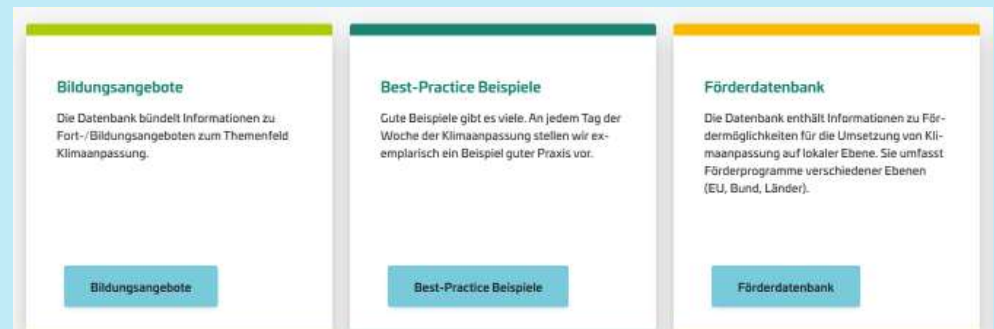 Bildungsangebote
Die Datenbank bündelt Informationen zu
Fort-/Bildungsangeboten zum Themenfeld
Klimaanpassung.
Bildungsangebote
Best-Practice Beispiele
Gute Beispiele gibt es viele. An jedem Tag der
Woche der Klimaanpassung stellen wir ex-
emplarisch ein Beispiel guter Praxis vor.
Best-Practice Beispiele
Förderdatenbank
Die Datenbank enthält Informationen zu För-
dermöglichkeiten für die Umsetzung von Kli-
maanpassung auf lokaler Ebene. Sie umfasst
Förderprogramme verschiedener Ebenen
(EU, Bund, Länder).
Förderdatenbank